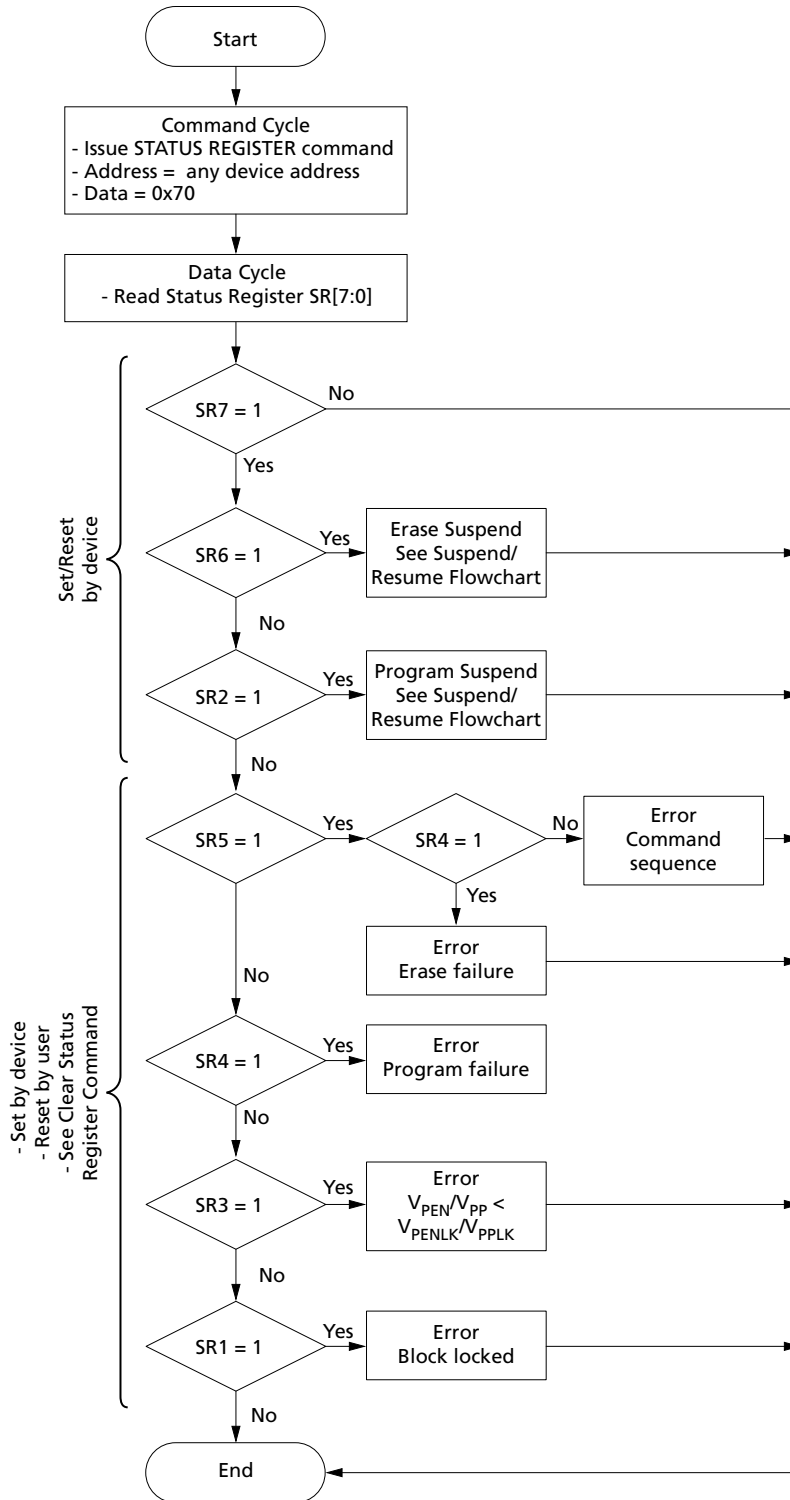 Start
Command Cycle
- Issue STATUS REGISTER command
- Address = any device address
- Data = 0x70
Data Cycle
- Read Status Register SR[7:0]
Set/Reset
by device
SR7 = 1
No
Yes
SR6 = 1
Yes
Erase Suspend
See Suspend/
Resume Flowchart
No
SR2 = 1
Yes
Program Suspend
See Suspend/
Resume Flowchart
No
- Set by device
- Reset by user
- See Clear Status
Register Command
SR5 = 1
Yes
SR4 = 1
No
Error
Command
sequence
Yes
Error
Erase failure
No
SR4 = 1
Yes
Error
Program failure
No
SR3 = 1
Yes
Error
VPEN/VPP <
VPENLK/VPPLK
No
SR1 = 1
Yes
Error
Block locked
No
End